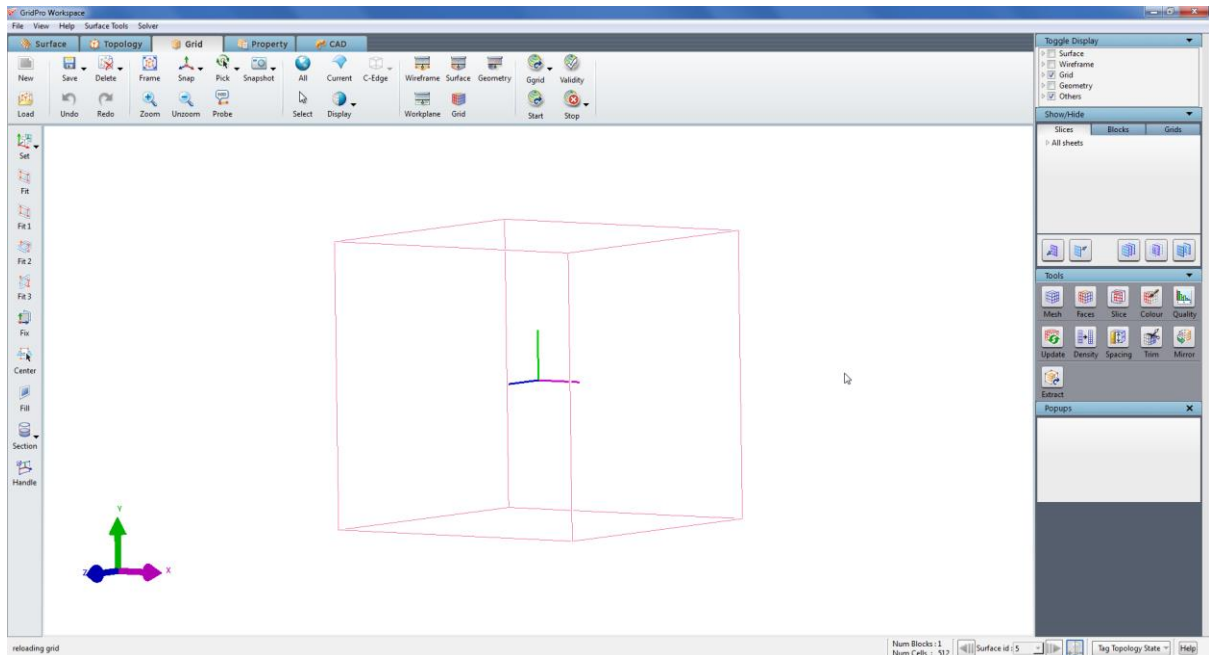 GridPro Workspace
File View Help Surface Tools Solver
Surface Topology Grid Property CAD
New Save Delete Frame Snap Pick Snapshot All Current C-Edge Wireframe Surface Geometry Ggrid Validity
Load Undo Redo Zoom Unzoom Probe Select Display Workplane Grid Start Stop
Set
Fit
Fit 1
Fit 2
Fit 3
Fix
Center
Fill
Section
Handle
Y
Z
X
Toggle Display
Surface
Wireframe
Grid
Geometry
Others
Show/Hide
Slices Blocks Grids
All sheets
Tools
Mesh Faces Slice Colour Quality
Update Density Spacing Trim Mirror
Extract
Popups X
reloading grid
Num Blocks : 1
Num Cells : 512
Surface id : 5
Tag Topology State
Help